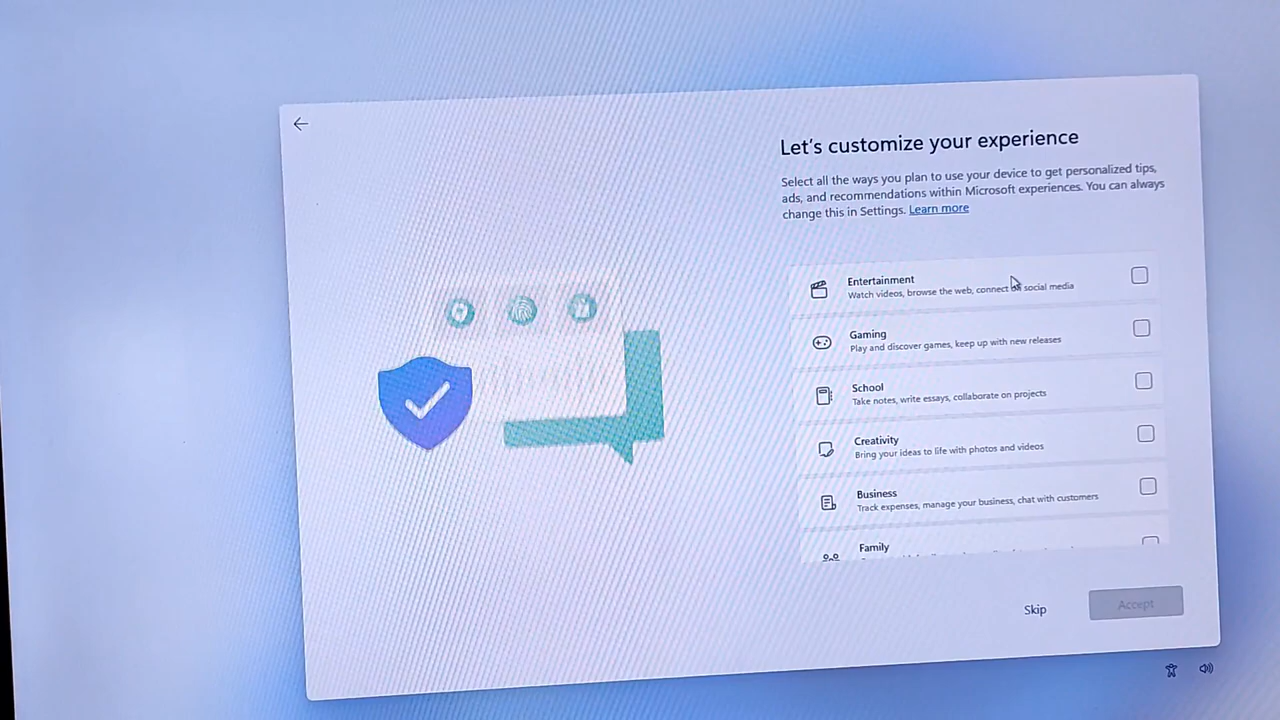 Let's customize your experience
Select all the ways you plan to use your device to get personalized tips,
ads, and recommendations within Microsoft experiences. You can always
change this in Settings. Learn more
Entertainment
Watch videos, browse the web, connect on social media
Gaming
Play and discover games, keep up with new releases
School
Take notes, write essays, collaborate on projects
Creativity
Bring your ideas to life with photos and videos
Business
Track expenses, manage your business, chat with customers
Family
Skip
Accept